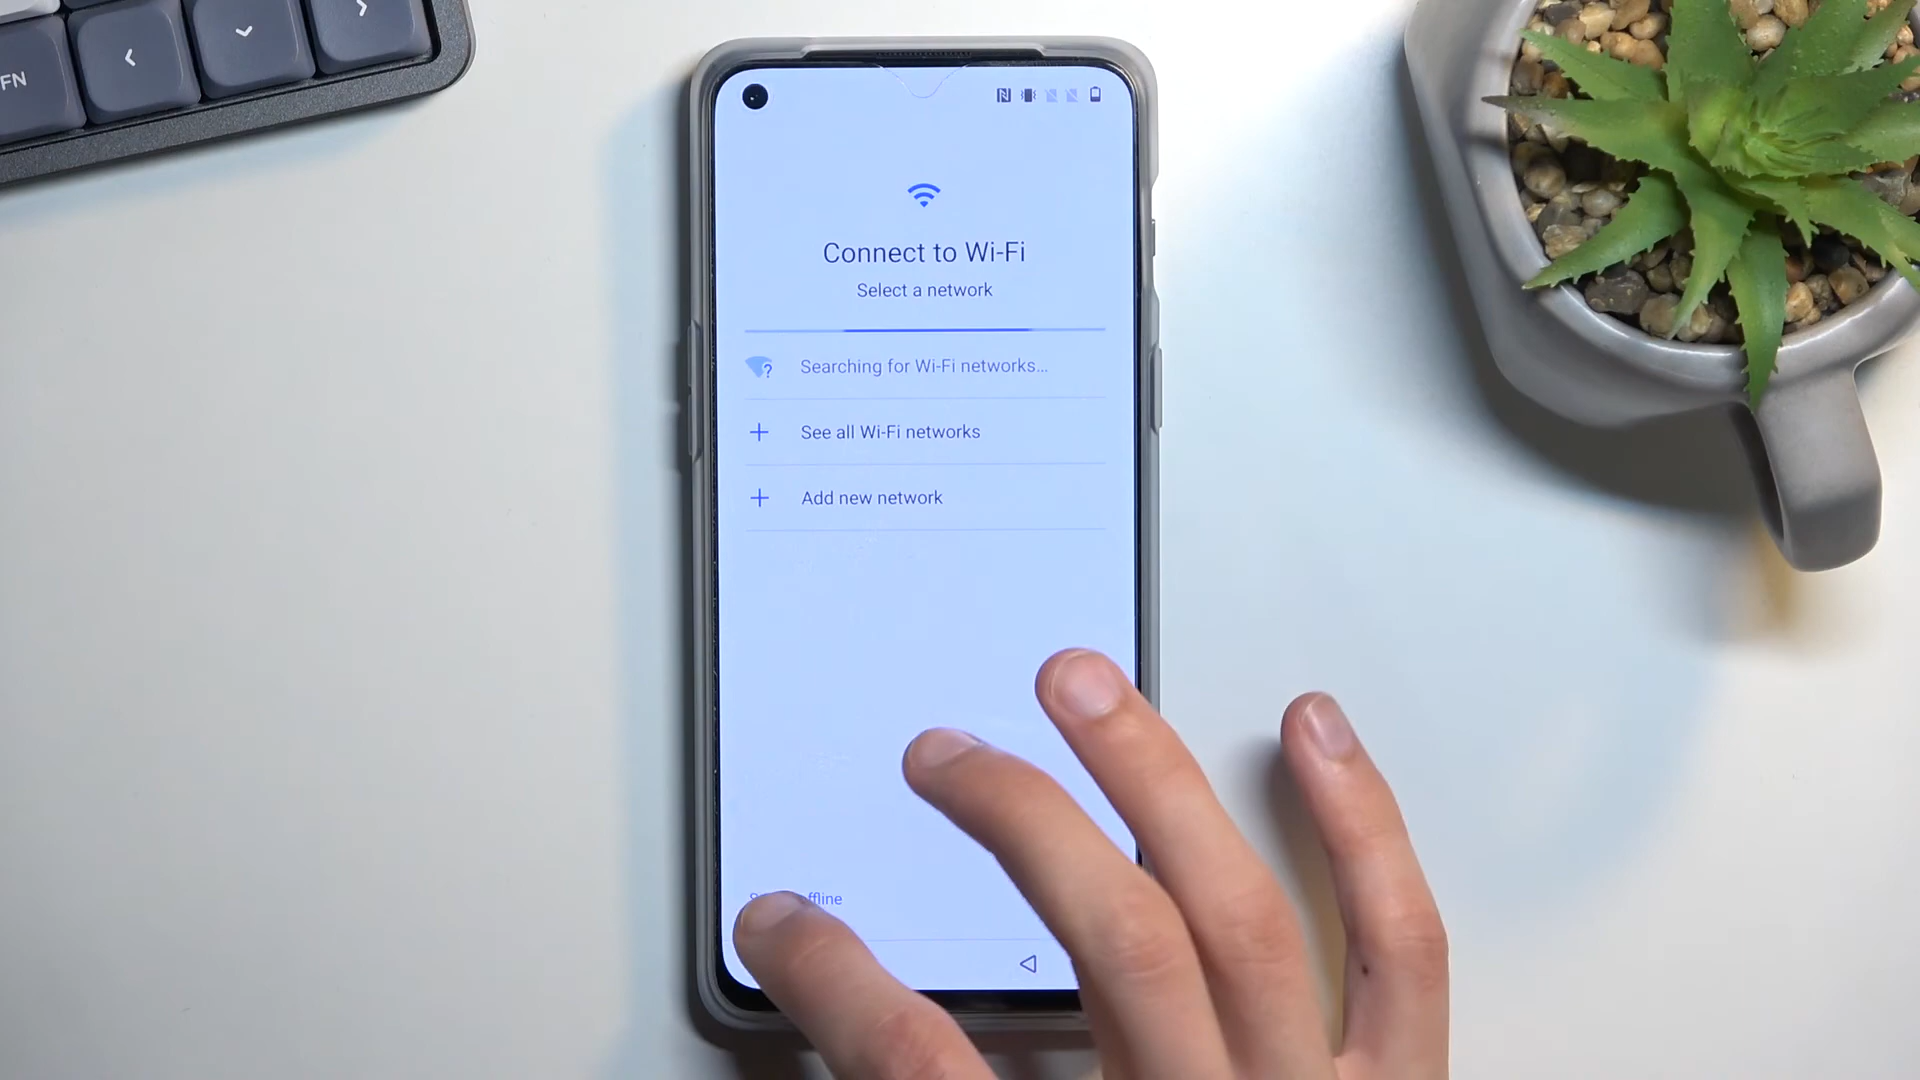 FN
Connect to Wi-Fi
Select a network
Searching for Wi-Fi networks...
See all Wi-Fi networks
Add new network